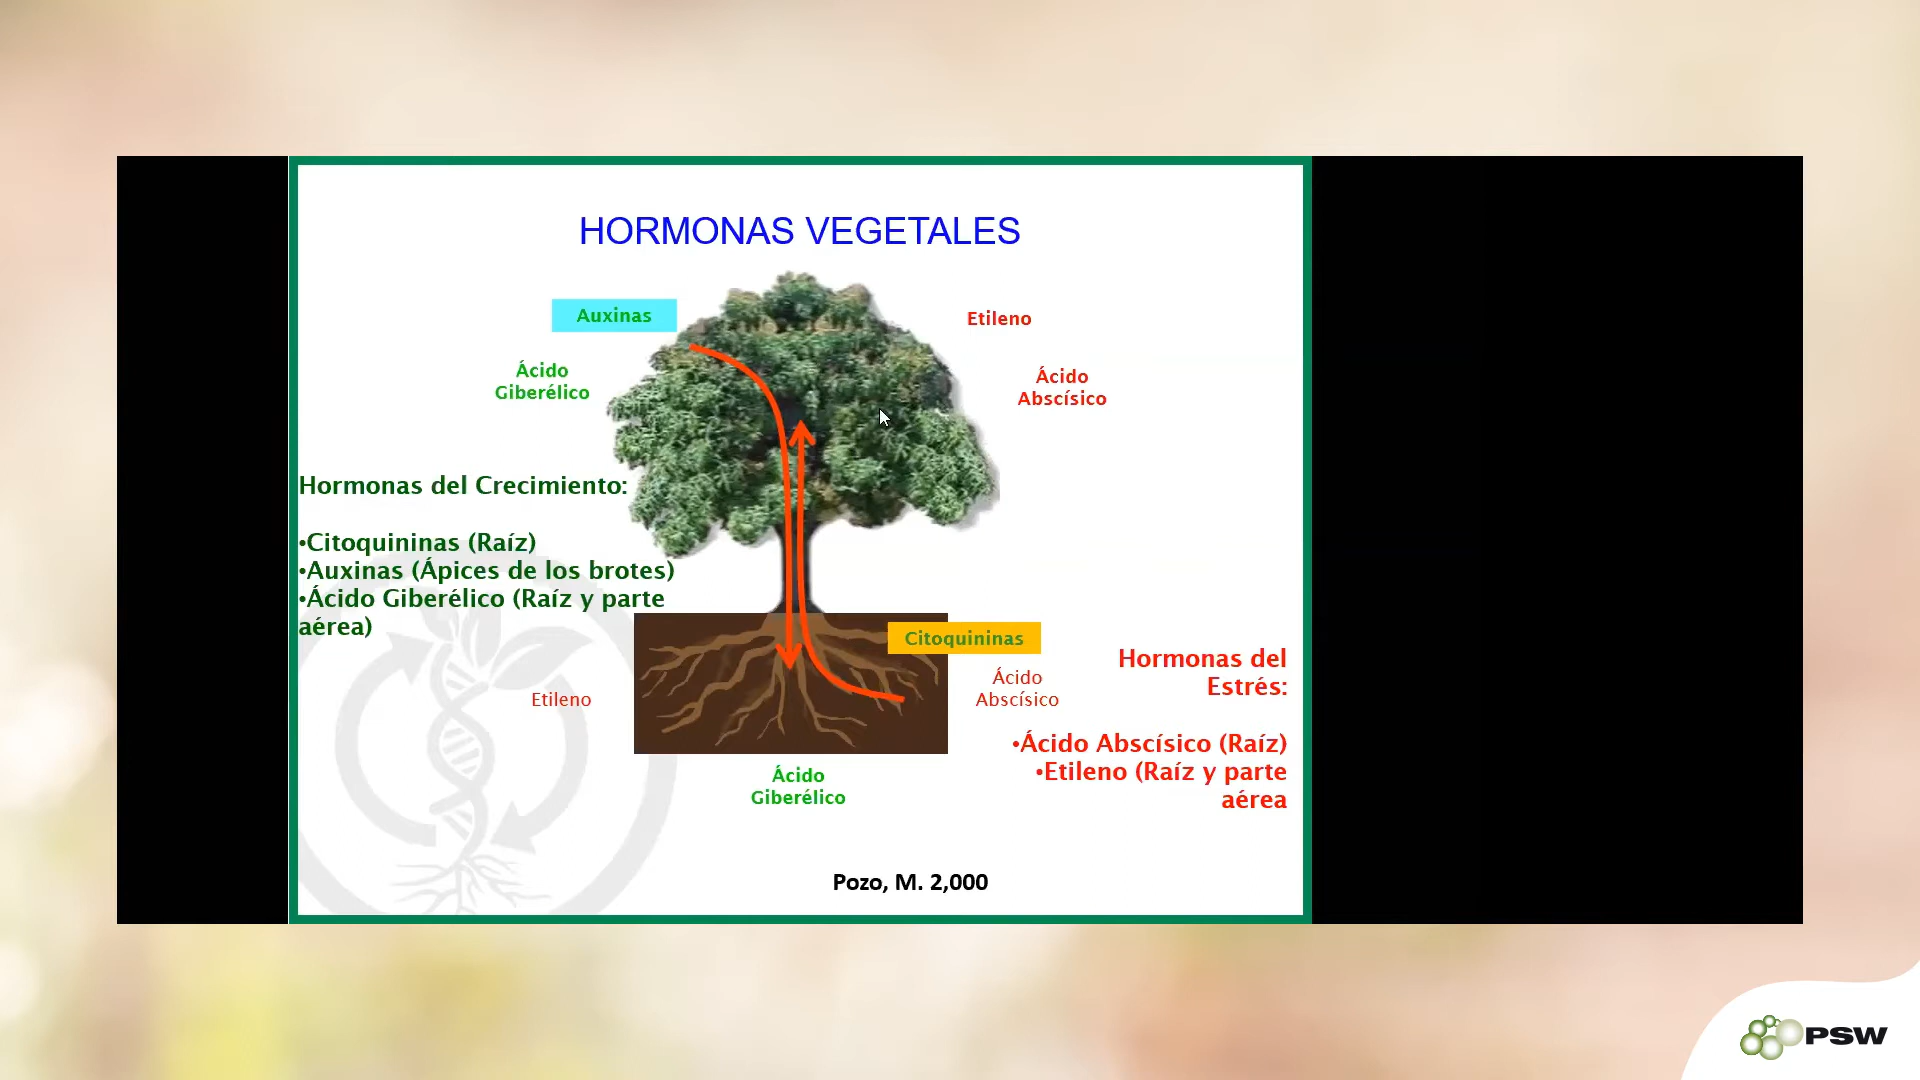 HORMONAS VEGETALES
Auxinas
Etileno
Ácido
Giberélico
Ácido
Abscísico
Hormonas del Crecimiento:
•Citoquininas (Raíz)
•Auxinas (Ápices de los brotes)
•Ácido Giberélico (Raíz y parte
aérea)
Citoquininas
Ácido
Abscísico
Etileno
Hormonas del
Estrés:
•Ácido Abscísico (Raíz)
•Etileno (Raíz y parte
aérea
Ácido
Giberélico
Pozo, M. 2,000
PSW